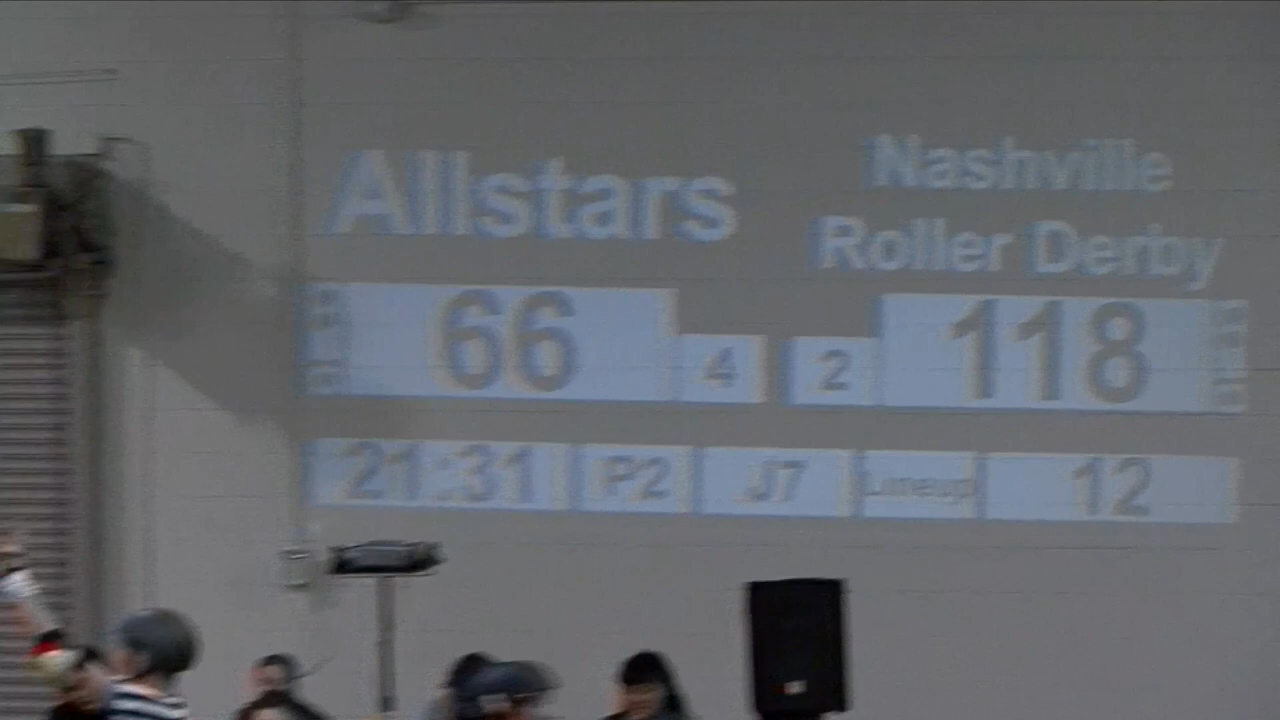 Allstars
Nashville
Roller Derby
66 4 2 118
21:31 P2 J7 Lineup 12